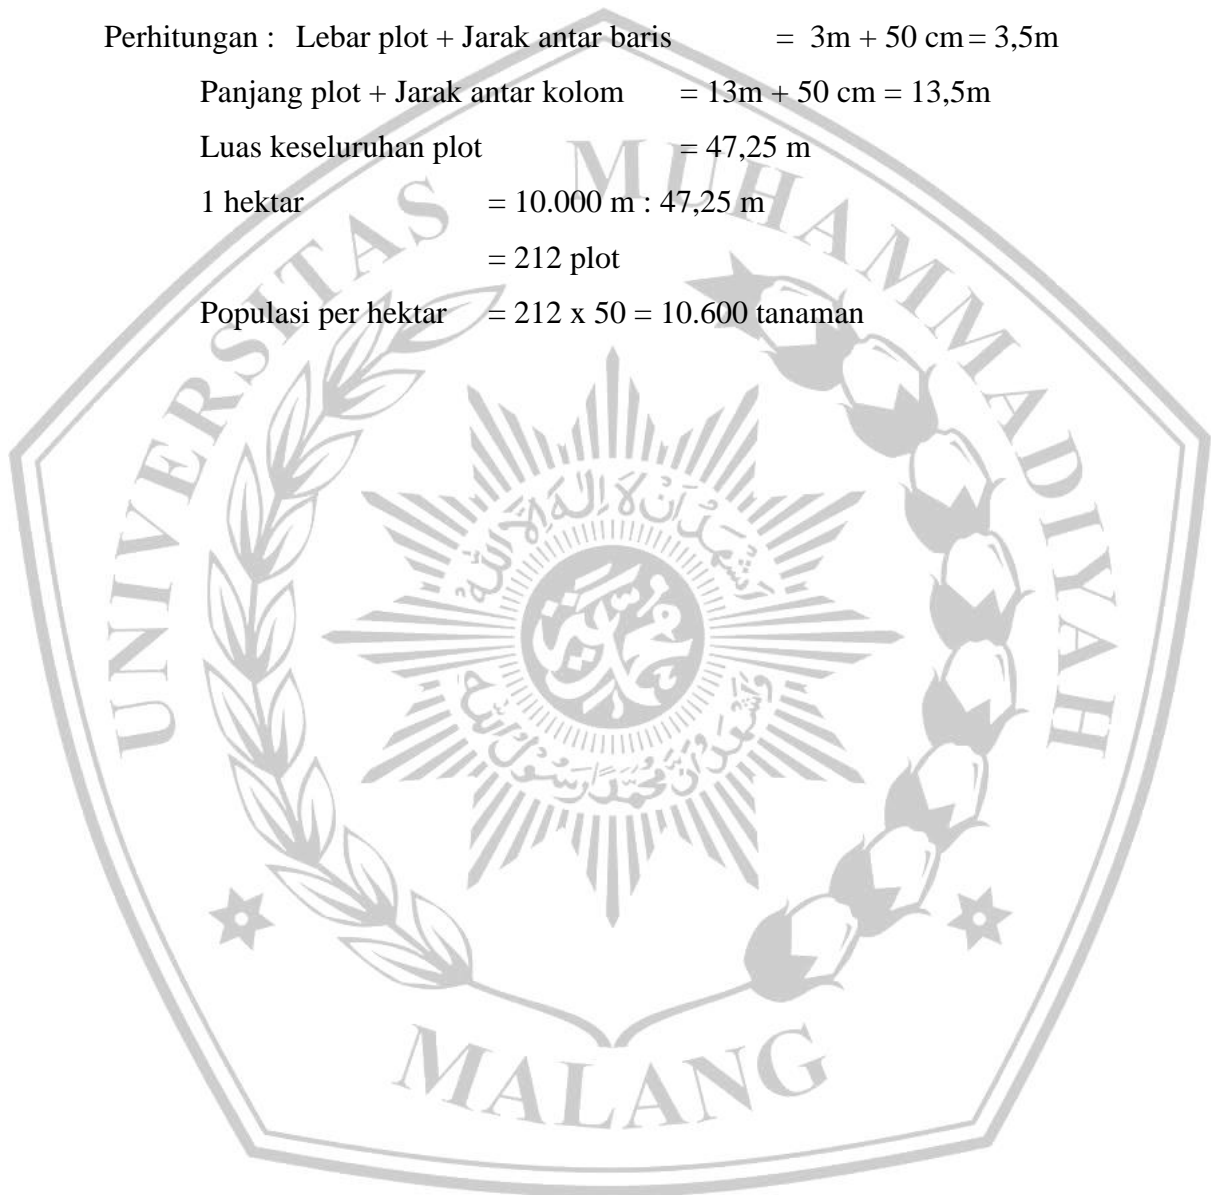 Perhitungan : Lebar plot + Jarak antar baris = 3m + 50 cm = 3,5m
Panjang plot + Jarak antar kolom = 13m + 50 cm = 13,5m
Luas keseluruhan plot = 47,25 m
1 hektar = 10.000 m : 47,25 m
= 212 plot
Populasi per hektar = 212 x 50 = 10.600 tanaman
UNIVERSITAS MUHAMMADIYAH
MALANG